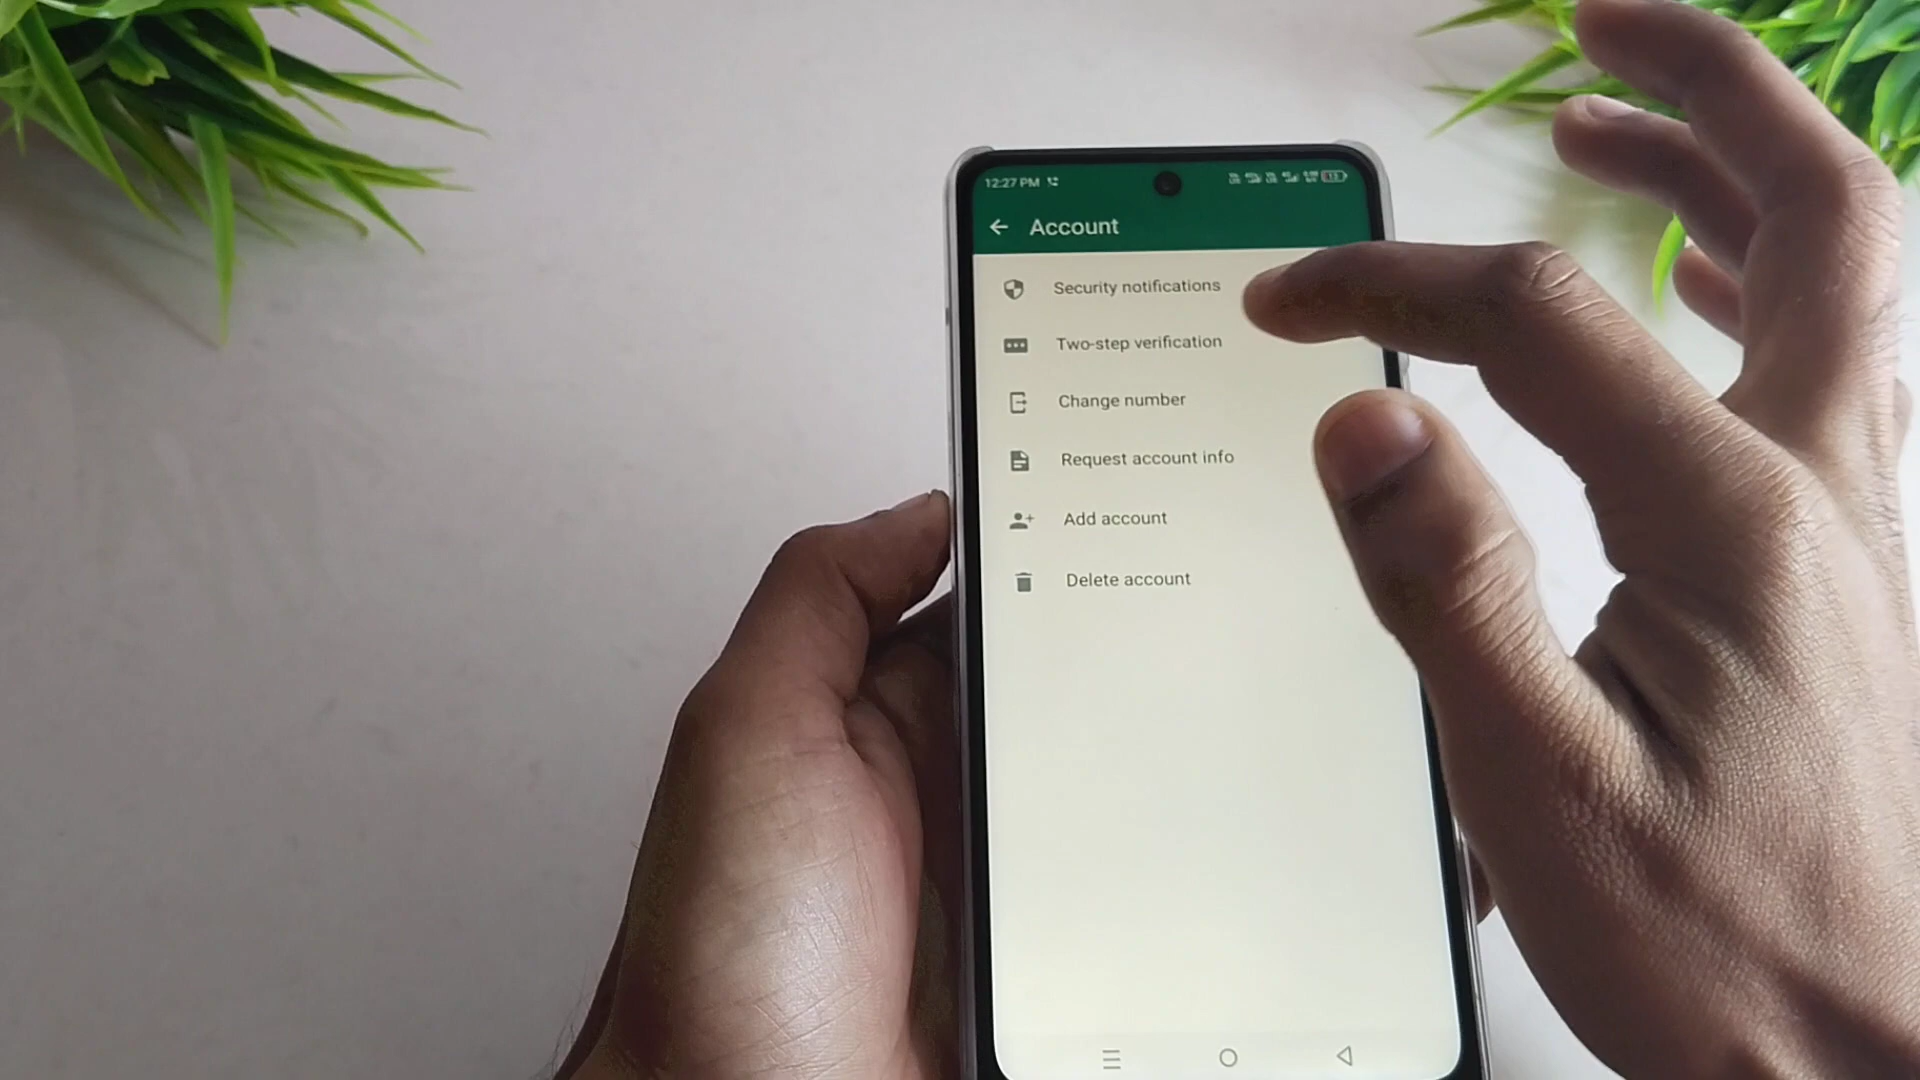 12:27 PM
Account
Security notifications
Two-step verification
Change number
Request account info
Add account
Delete account